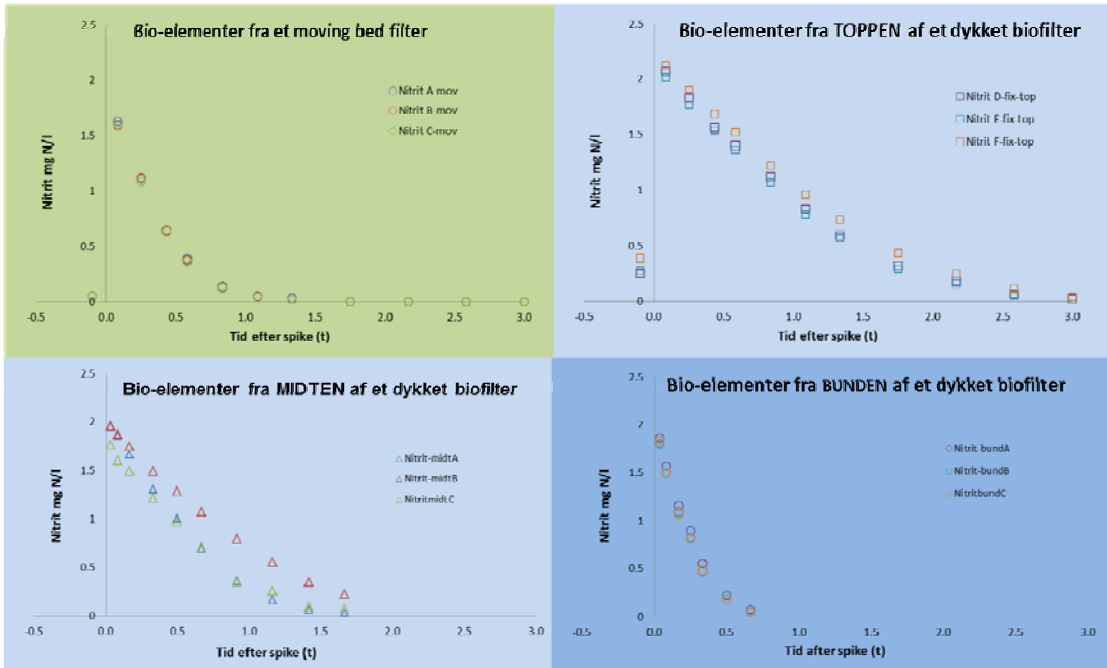 Bio-elementer fra et moving bed filter
2.5
2
1.5
1
0.5
0
Nitrit mg N/l
Nitrit A-mov
Nitrit B-mov
Nitrit C-mov
-0.5 0.0 0.5 1.0 1.5 2.0 2.5 3.0
Tid efter spike (t)
Bio-elementer fra TOPPEN af et dykket biofilter
2.5
2
1.5
1
0.5
0
Nitrit mg N/l
Nitrit D-fix-top
Nitrit E-fix-top
Nitrit F-fix-top
-0.5 0.0 0.5 1.0 1.5 2.0 2.5 3.0
Tid efter spike (t)
Bio-elementer fra MIDTEN af et dykket biofilter
2.5
2
1.5
1
0.5
0
Nitrit mg N/l
Nitrit-midtA
Nitrit-midtB
NitritmidtC
-0.5 0.0 0.5 1.0 1.5 2.0 2.5 3.0
Tid efter spike (t)
Bio-elementer fra BUNDEN af et dykket biofilter
2.5
2
1.5
1
0.5
0
Nitrit mg N/l
Nitrit-bundA
Nitrit-bundB
NitritbundC
-0.5 0.0 0.5 1.0 1.5 2.0 2.5 3.0
Tid after spike (t)